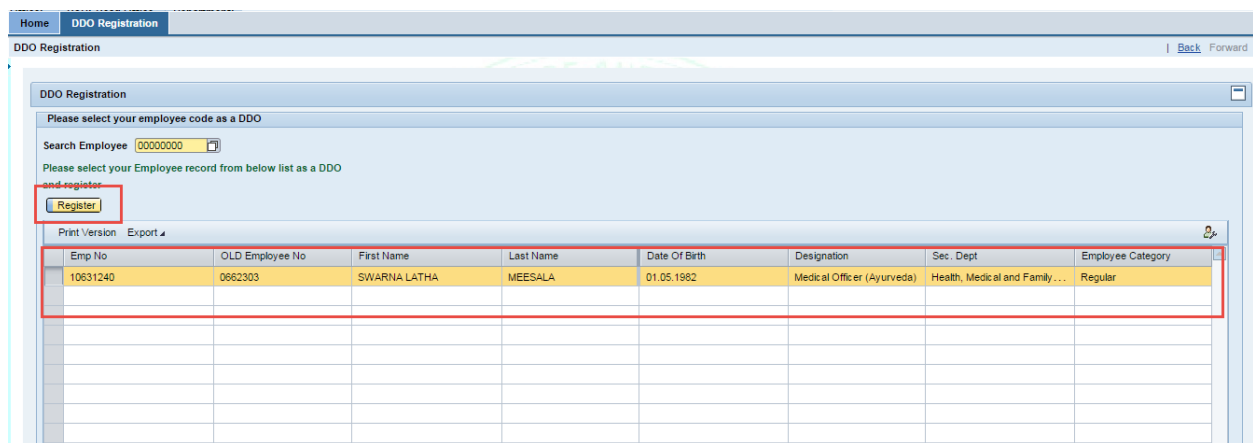 Home DDO Registration
DDO Registration | Back Forward
DDO Registration
Please select your employee code as a DDO
Search Employee 00000000
Please select your Employee record from below list as a DDO
and register
Register
Print Version Export
Emp No OLD Employee No First Name Last Name Date Of Birth Designation Sec. Dept Employee Category
10631240 0662303 SWARNA LATHA MEESALA 01.05.1982 Medical Officer (Ayurveda) Health, Medical and Family... Regular